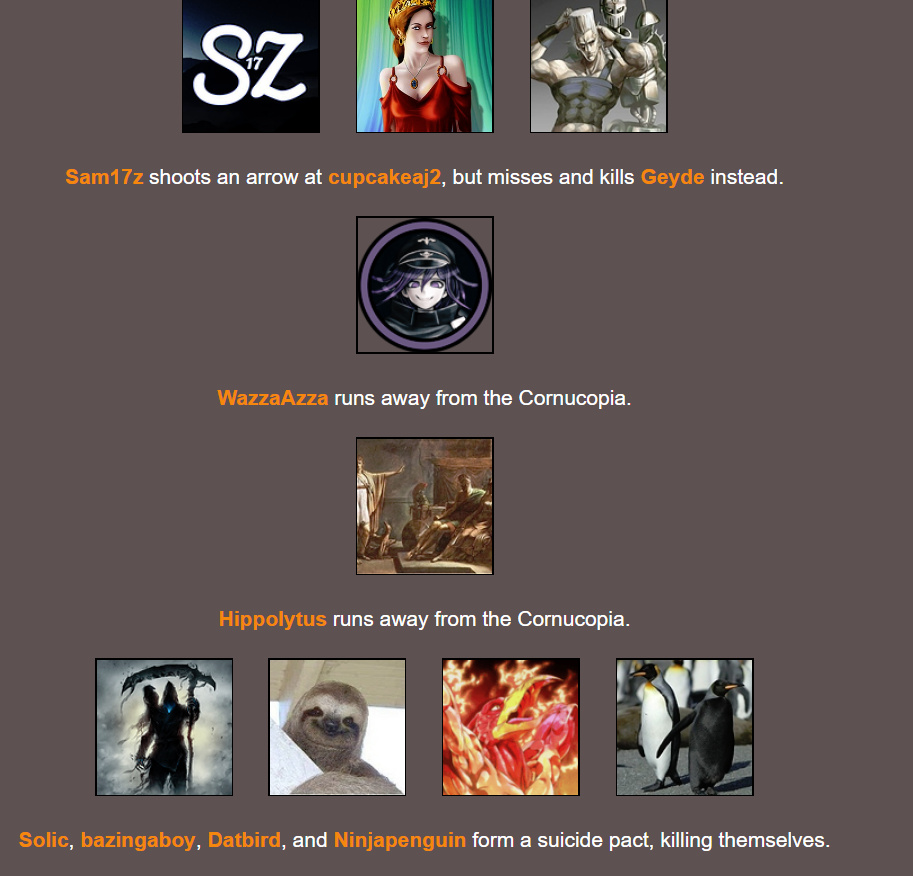 SZ
17
Sam17z shoots an arrow at cupcakeaj2, but misses and kills Geyde instead.
WazzaAzza runs away from the Cornucopia.
Hippolytus runs away from the Cornucopia.
Solic, bazingaboy, Datbird, and Ninjapenguin form a suicide pact, killing themselves.